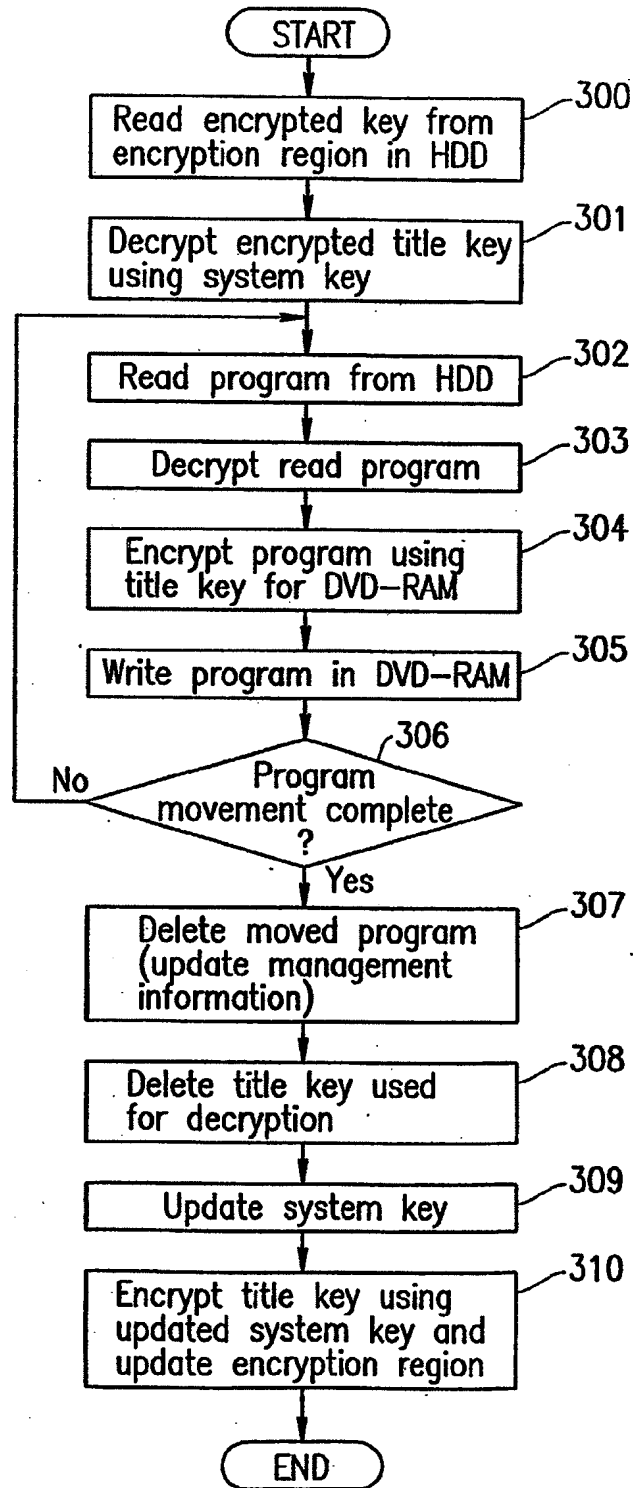 START
300
Read encrypted key from
encryption region in HDD
301
Decrypt encrypted title key
using system key
302
Read program from HDD
303
Decrypt read program
304
Encrypt program using
title key for DVD-RAM
305
Write program in DVD-RAM
306
No
Program
movement complete
?
Yes
307
Delete moved program
(update management
information)
308
Delete title key used
for decryption
309
Update system key
310
Encrypt title key using
updated system key and
update encryption region
END